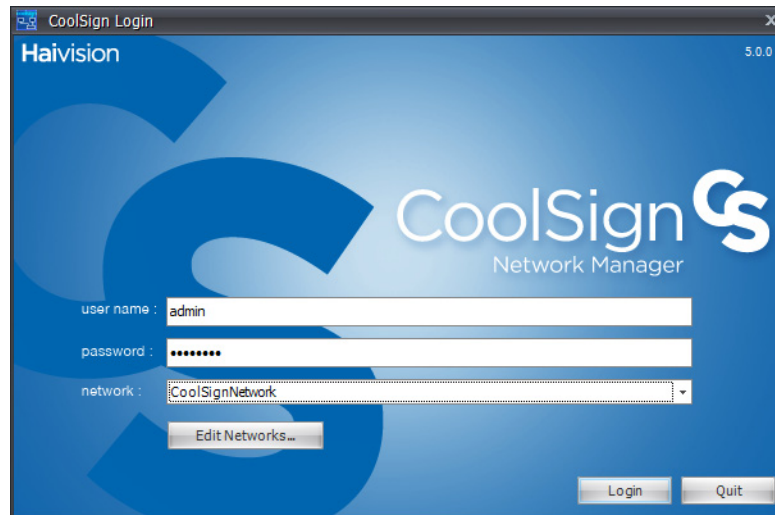 CoolSign Login
Haivision
5.0.0
CoolSign CS
Network Manager
user name : admin
password : ••••••••
network : CoolSignNetwork
Edit Networks...
Login Quit